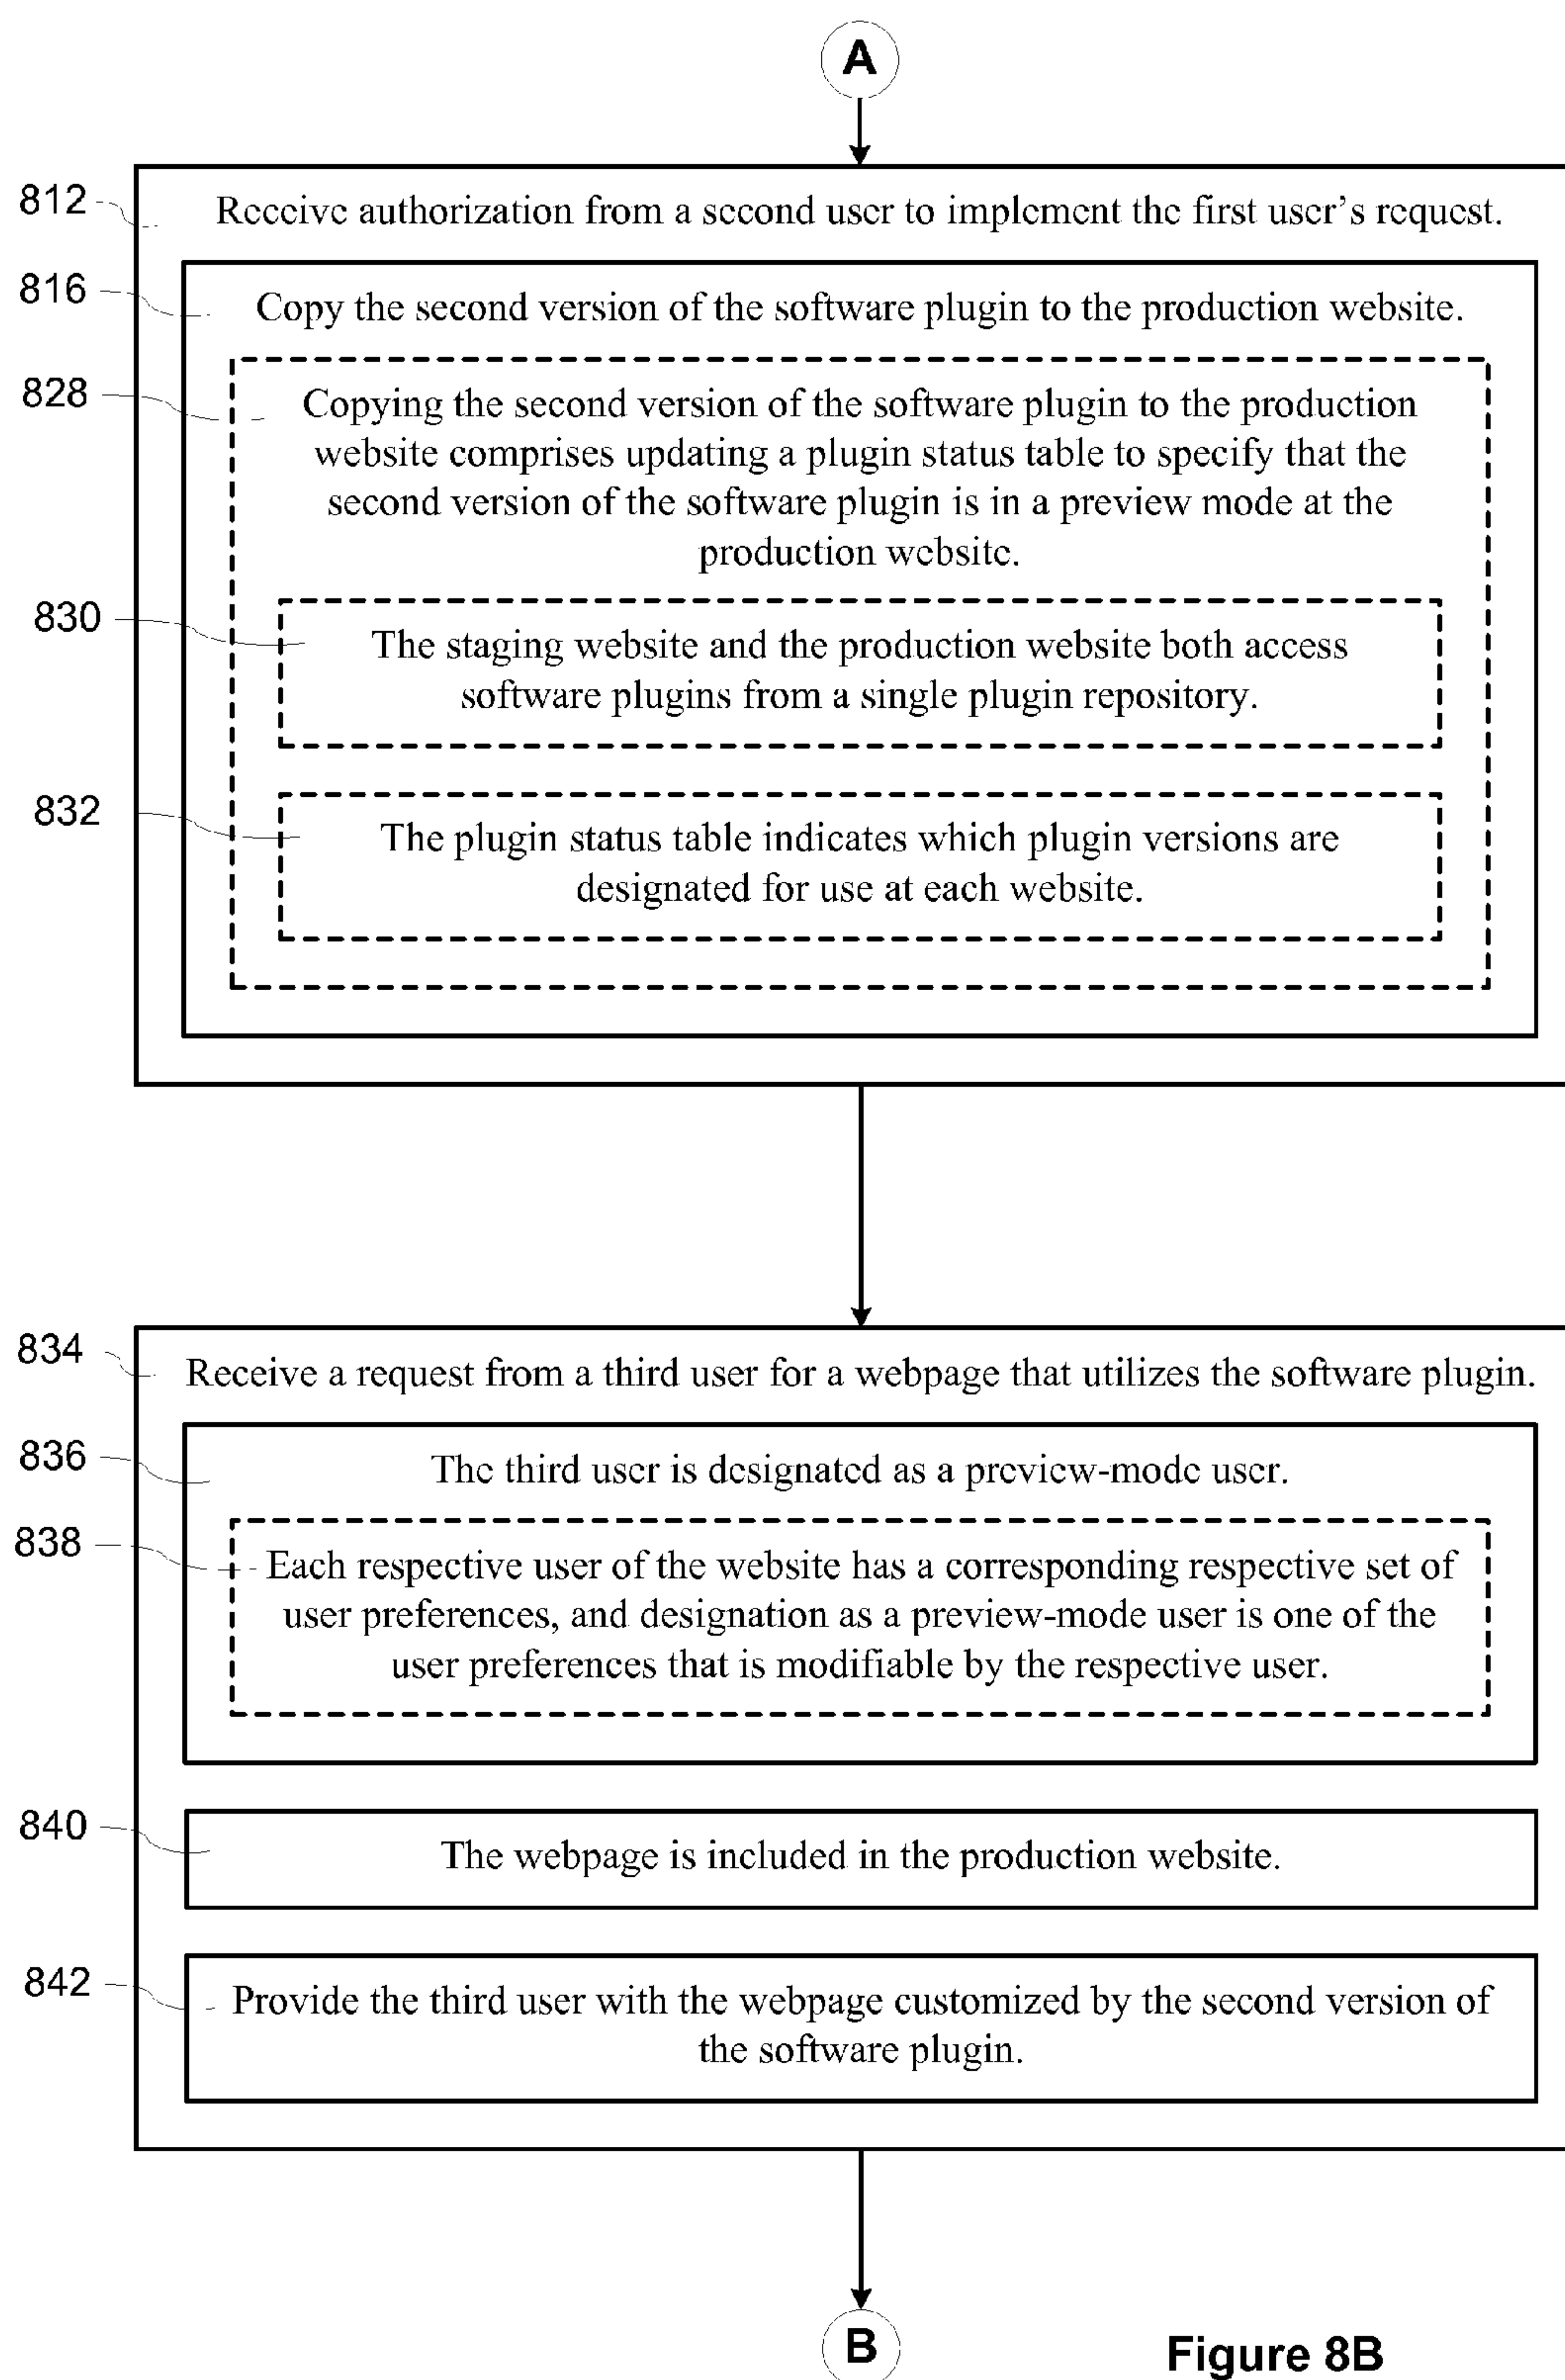 A
812
Receive authorization from a second user to implement the first user's request.
816
Copy the second version of the software plugin to the production website.
828
Copying the second version of the software plugin to the production
website comprises updating a plugin status table to specify that the
second version of the software plugin is in a preview mode at the
production website.
830
The staging website and the production website both access
software plugins from a single plugin repository.
832
The plugin status table indicates which plugin versions are
designated for use at each website.
834
Receive a request from a third user for a webpage that utilizes the software plugin.
836
The third user is designated as a preview-mode user.
838
Each respective user of the website has a corresponding respective set of
user preferences, and designation as a preview-mode user is one of the
user preferences that is modifiable by the respective user.
840
The webpage is included in the production website.
842
Provide the third user with the webpage customized by the second version of
the software plugin.
B
Figure 8B